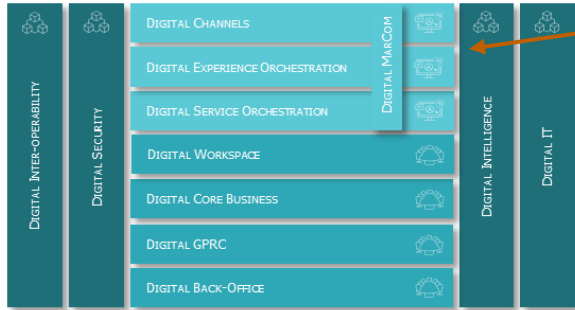 DIGITAL INTER-OPERABILITY
DIGITAL SECURITY
DIGITAL CHANNELS
DIGITAL EXPERIENCE ORCHESTRATION
DIGITAL SERVICE ORCHESTRATION
DIGITAL MARCOM
DIGITAL WORKSPACE
DIGITAL CORE BUSINESS
DIGITAL GPRC
DIGITAL BACK-OFFICE
DIGITAL INTELLIGENCE
DIGITAL IT